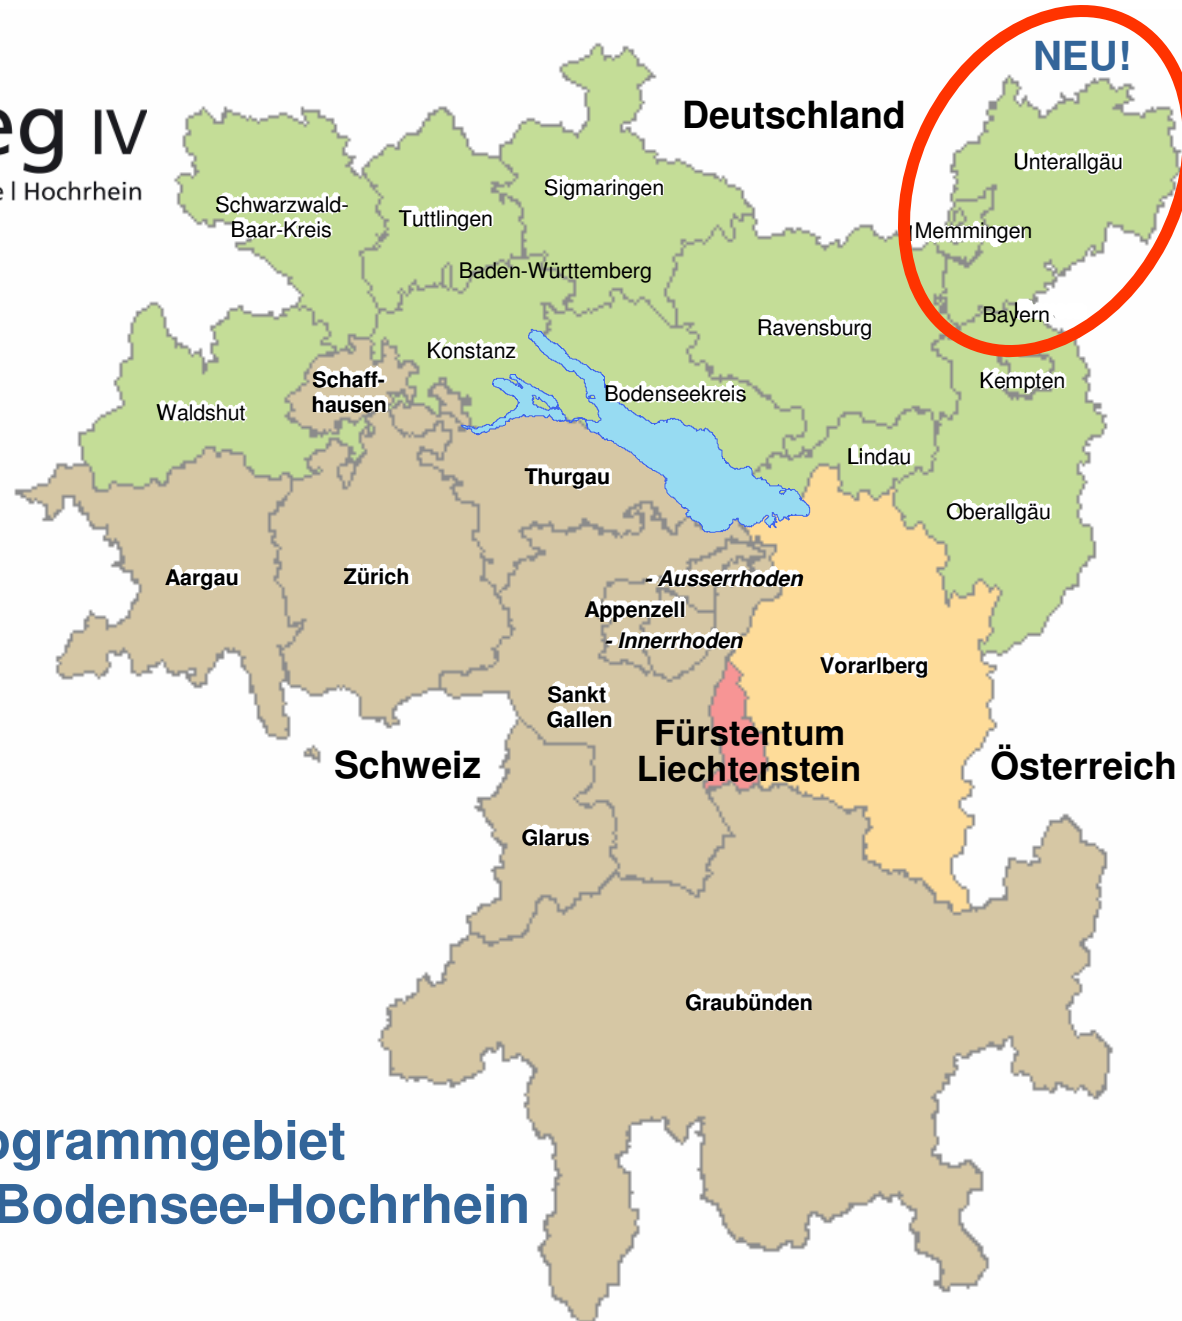 NEU!
Deutschland
eg IV
e I Hochrhein
Unterallgäu
Sigmaringen
Schwarzwald-
Baar-Kreis
Tuttlingen
Memmingen
Baden-Württemberg
Bayern
Ravensburg
Konstanz
Schaff-
hausen
Kempten
Bodenseekreis
Waldshut
Lindau
Thurgau
Oberallgäu
Aargau
Zürich
- Ausserrhoden
Appenzell
- Innerrhoden
Vorarlberg
Sankt
Gallen
Fürstentum
Liechtenstein
Schweiz
Österreich
Glarus
Graubünden
ogrammgebiet
Bodensee-Hochrhein